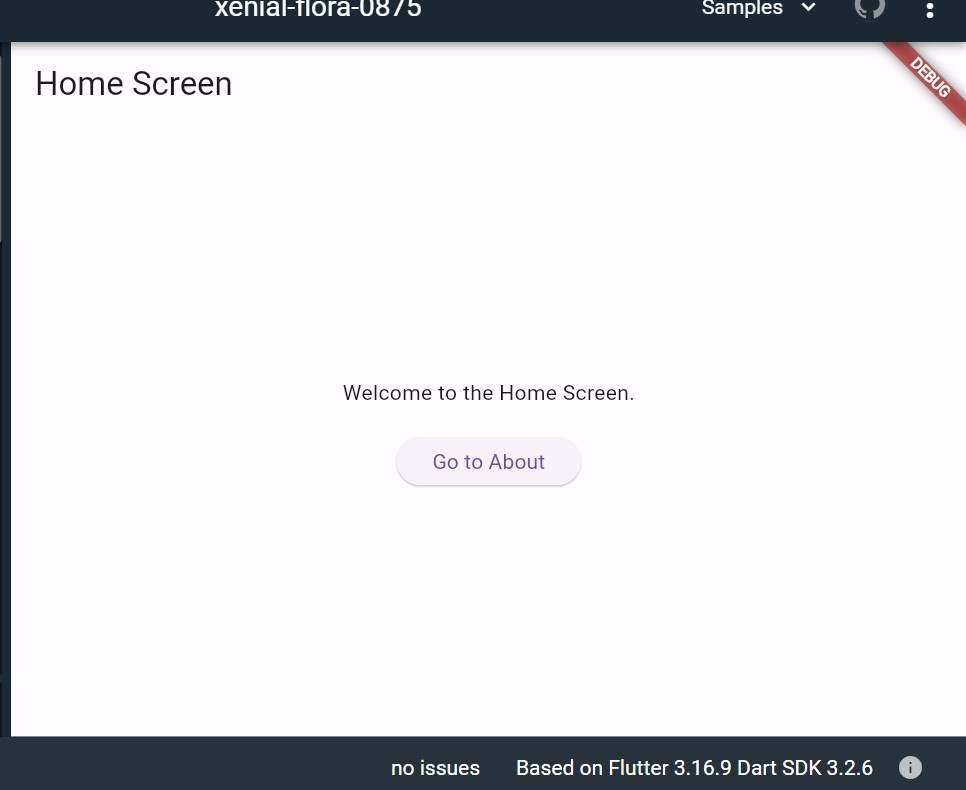 xenial-flora-0875
Samples
Home Screen
DEBUG
Welcome to the Home Screen.
Go to About
no issues
Based on Flutter 3.16.9 Dart SDK 3.2.6